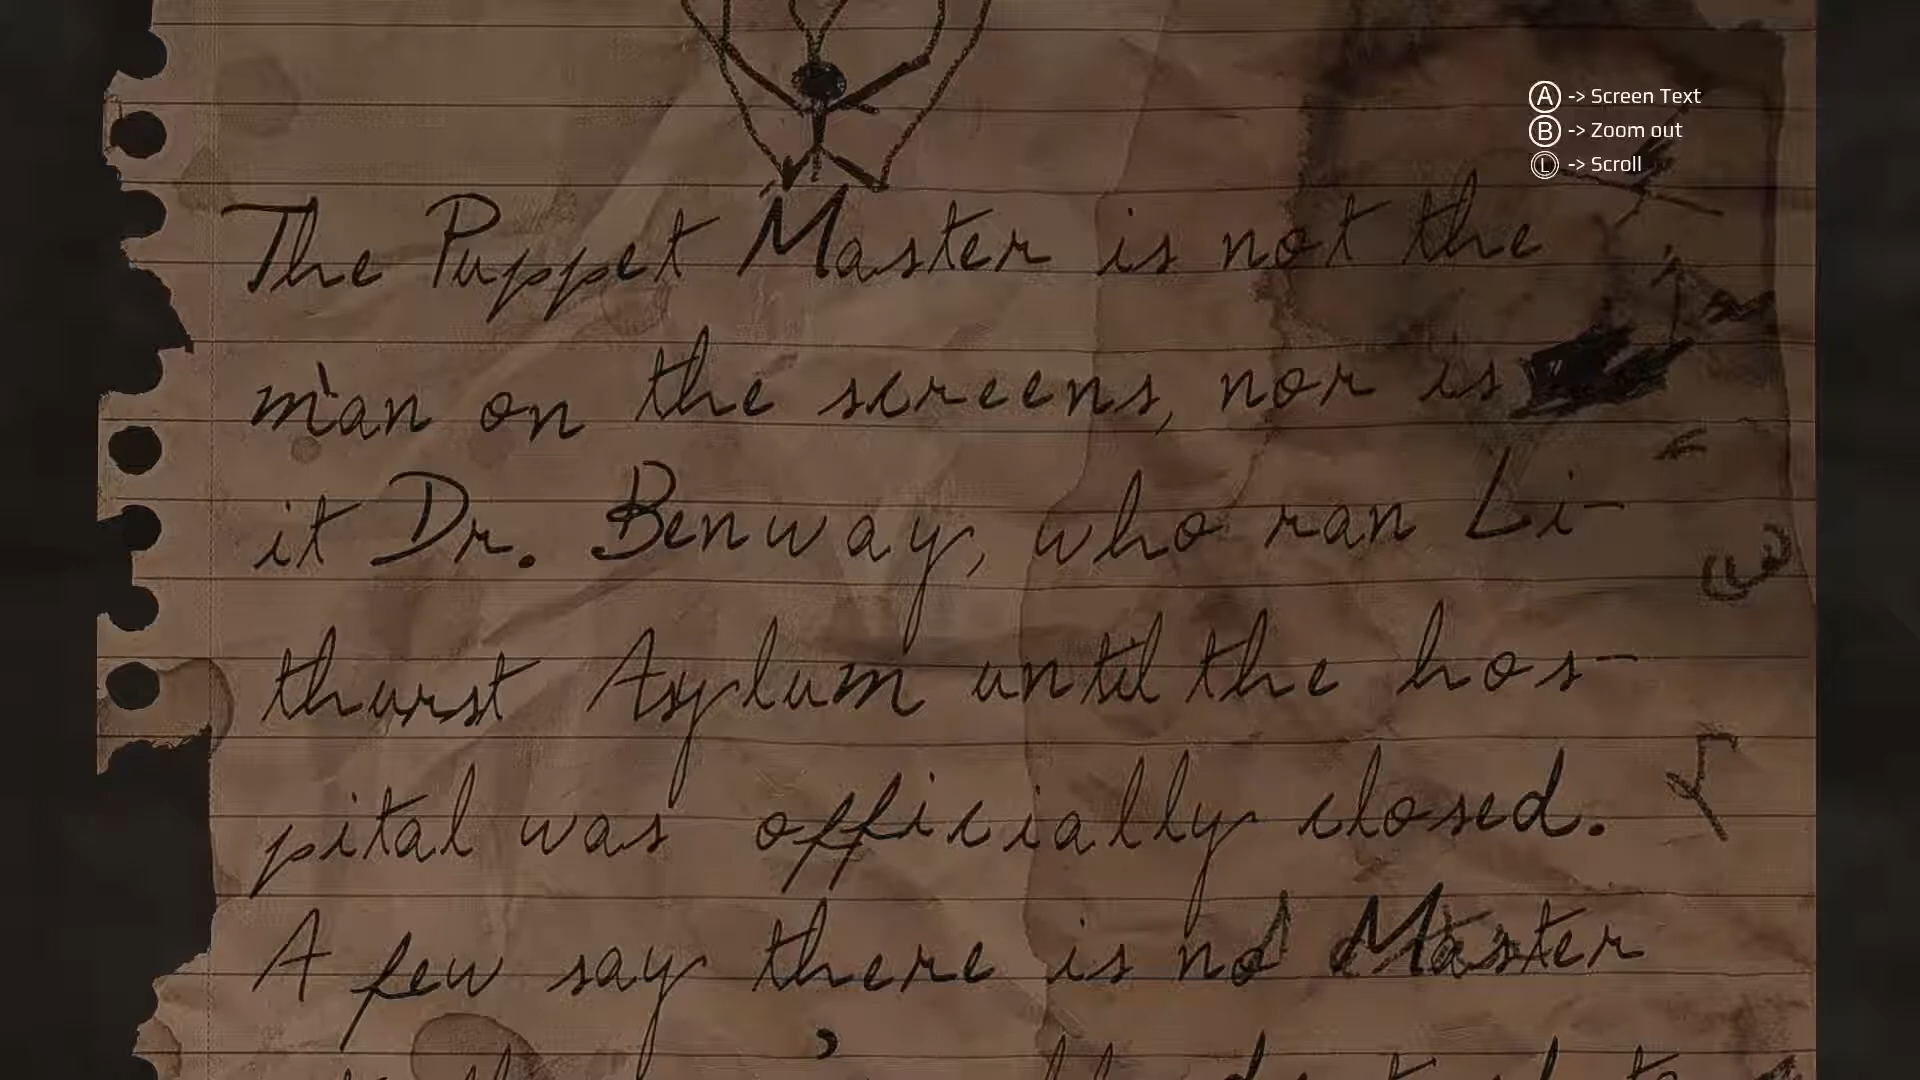 -> Screen Text
-> Zoom out
-> Scroll
The Puppet Master is not the
man on the screens, nor is
it Dr. Benway, who ran Li-
thurst Asylum until the hos-
pital was officially closed.
A few say there is no Master